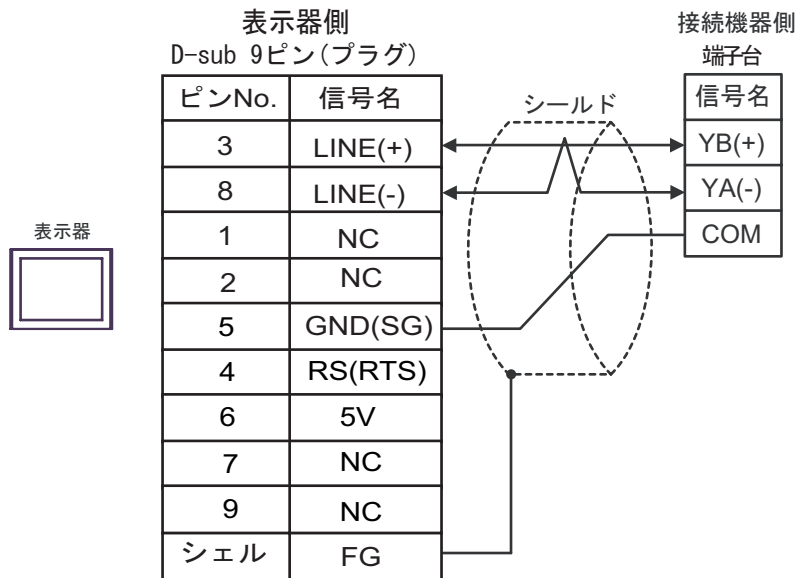 表示器側
D-sub 9ピン(プラグ)
接続機器側
端子台
ピンNo. 信号名
シールド
信号名
3 LINE(+)
YB(+)
8 LINE(-)
YA(-)
表示器
1 NC
COM
2 NC
5 GND(SG)
4 RS(RTS)
6 5V
7 NC
9 NC
シェル FG